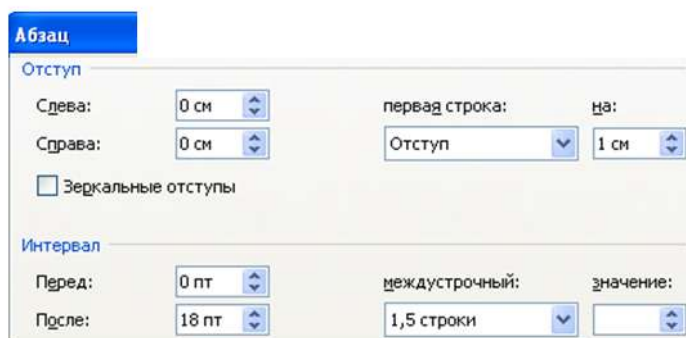 Абзац
Отступ
Слева: 0 см первая строка: на:
Справа: 0 см Отступ 1 см
Зеркальные отступы
Интервал
Перед: 0 пт междустрочный: значение:
После: 18 пт 1,5 строки